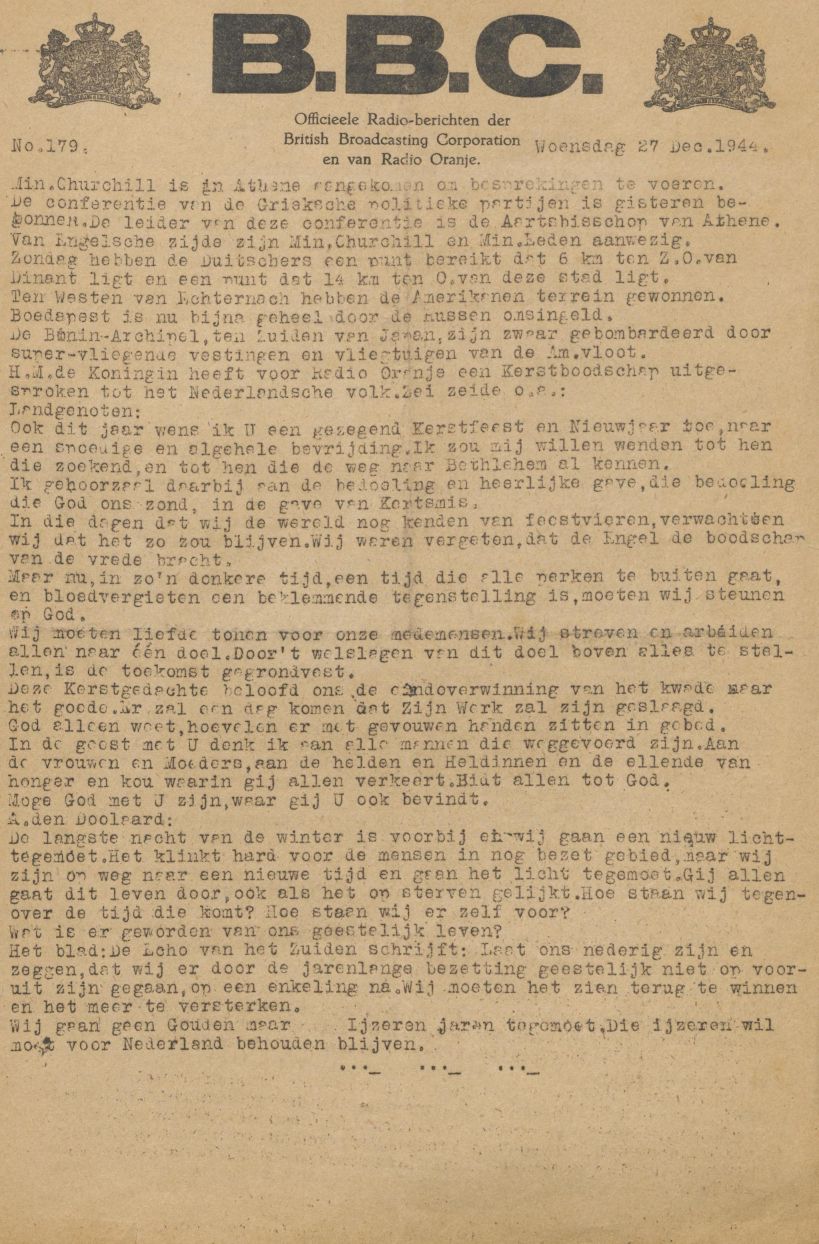 B.B.C.
Officieele Radio-berichten der
British Broadcasting Corporation
en van Radio Oranje.
No.179.
Woensdag 27 Dec.1944.
Min.Churchill is in Athene aangekomen om besprekingen te voeren.
De conferentie van de Grieksche politieke partijen is gisteren be-
gonnen.De leider van deze conferentie is de Aartsbisschop van Athene.
Van Engelsche zijde zijn Min.Churchill en Min.Leden aanwezig.
Zondag hebben de Duitschers een punt bereikt dat 6 km ten Z.O.van
Dinant ligt en een punt dat 14 km ten O.van deze stad ligt.
Ten Westen van Echternach hebben de Amerikanen terrein gewonnen.
Boedapest is nu bijna geheel door de Russen omsingeld.
De Bonin-Archipel,ten Zuiden van Japan,zijn zwaar gebombardeerd door
super-vliegende vestingen en vliegtuigen van de Am.vloot.
H.M.de Koningin heeft voor Radio Oranje een Kerstboodschap uitge-
sproken tot het Nederlandsche volk.Zei zeide o.a.:
Landgenoten:
Ook dit jaar wens ik U een gezegend Kerstfeest en Nieuwjaar toe,naar
een spoedige en algehele bevrijding.Ik zou mij willen wenden tot hen
die zoekend,en tot hen die de weg naar Bethlehem al kennen.
Ik gehoorzaal daarbij aan de bedoeling en heerlijke gave,die bedoeling
die God ons zond, in de gave van Kertsmis.
In die dagen dat wij de wereld nog kenden van feestvieren,verwachtten
wij dat het zo zou blijven.Wij waren vergeten,dat de Engel de boodschap
van de vrede bracht.
Maar nu,in zo'n donkere tijd,een tijd die alle perken te buiten gaat,
en bloedvergieten een beklemmende tegenstelling is,moeten wij steunen
op God.
Wij moeten liefde tonen voor onze medemensen.Wij streven en arbeiden
allen naar één doel.Door't welslagen van dit doel boven alles te stel-
len,is de toekomst gegrondvest.
Deze Kerstgedachte beloofd ons de eindoverwinning van het kwade naar
het goede.Er zal een dag komen dat Zijn Werk zal zijn geslaagd.
God alleen weet,hoevelen er met gevouwen handen zitten in gebed.
In de geest met U denk ik aan alle mannen die weggevoerd zijn.Aan
de vrouwen en Moeders,aan de helden en Heldinnen en de ellende van
honger en kou waarin gij allen verkeert.Bidt allen tot God.
Moge God met U zijn,waar gij U ook bevindt.
A.den Doolaard:
De langste nacht van de winter is voorbij en wij gaan een nieuw licht-
tegemoet.Het klinkt hard voor de mensen in nog bezet gebied,maar wij
zijn op weg naar een nieuwe tijd en gaan het licht tegemoet.Gij allen
gaat dit leven door,ook als het op sterven gelijkt.Hoe staan wij tegen-
over de tijd die komt? Hoe staan wij er zelf voor?
Wat is er geworden van ons geestelijk leven?
Het blad:De Echo van het Zuiden schrijft: Laat ons nederig zijn en
zeggen,dat wij er door de jarenlange bezetting geestelijk niet op voor-
uit zijn gegaan,op een enkeling na.Wij moeten het zien terug te winnen
en het meer te versterken.
Wij gaan geen Gouden maar Ijzeren jaren tegemoet.Die ijzeren wil
moet voor Nederland behouden blijven.
..._ ..._ ..._